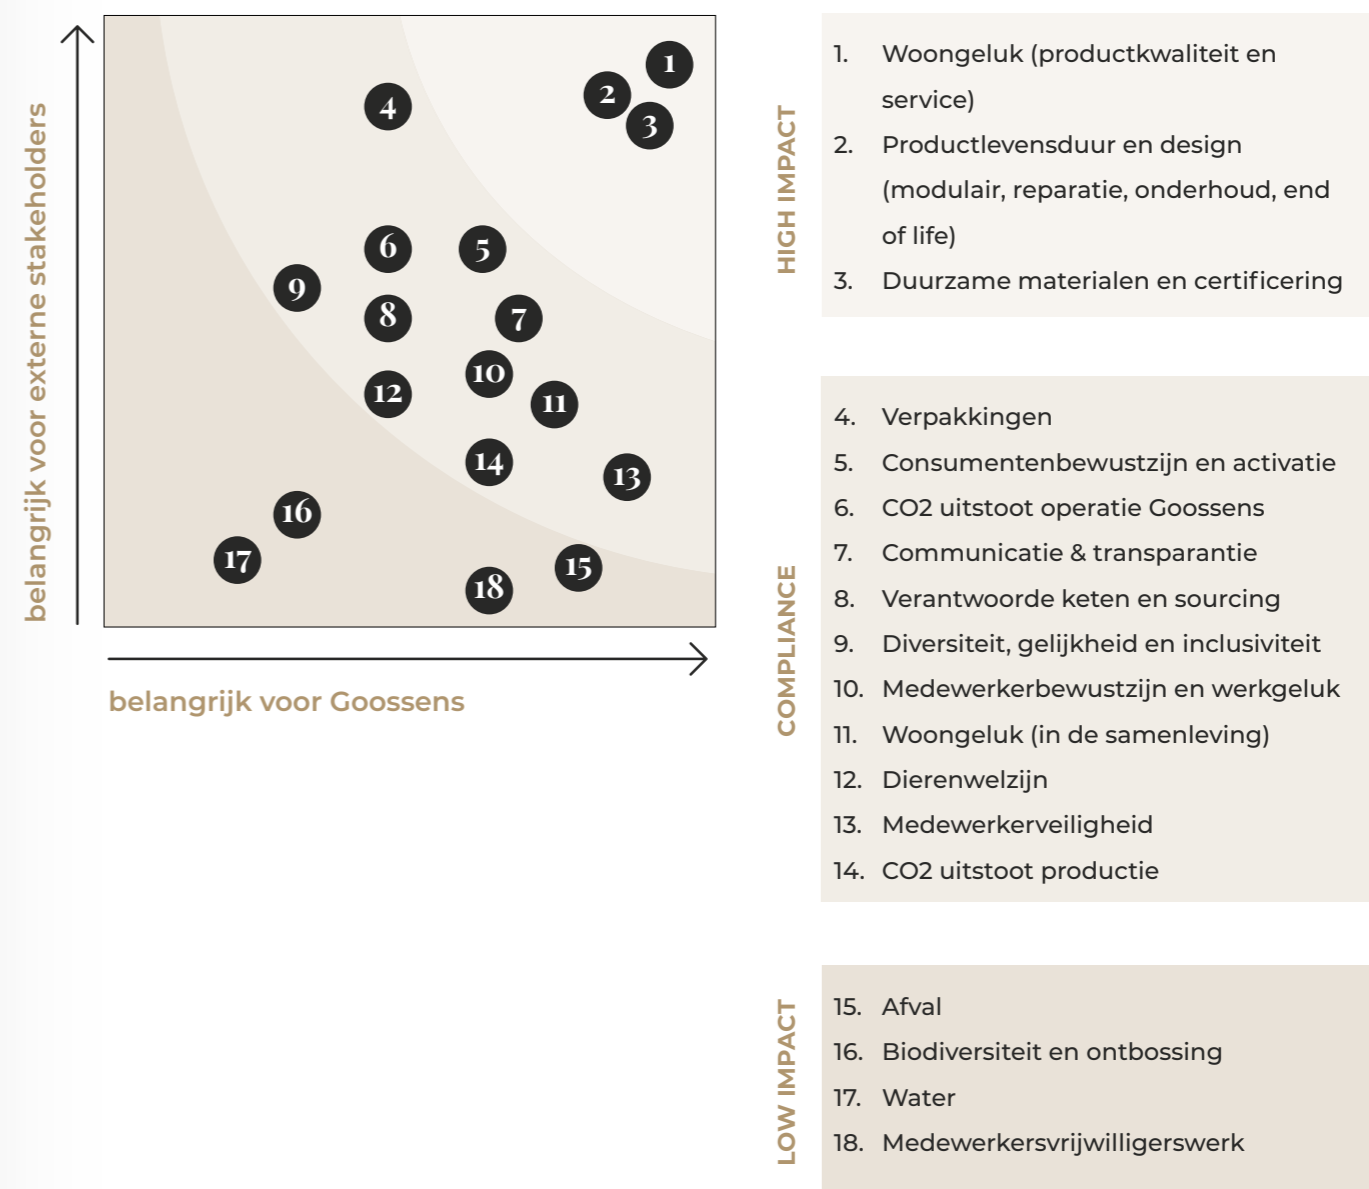 belangrijk voor externe stakeholders
1
2
3
4
6
5
9
8
7
10
12
11
14
13
16
17
15
18
belangrijk voor Goossens
HIGH IMPACT
1. Woongeluk (productkwaliteit en
service)
2. Productlevensduur en design
(modulair, reparatie, onderhoud, end
of life)
3. Duurzame materialen en certificering
COMPLIANCE
4. Verpakkingen
5. Consumentenbewustzijn en activatie
6. CO2 uitstoot operatie Goossens
7. Communicatie & transparantie
8. Verantwoorde keten en sourcing
9. Diversiteit, gelijkheid en inclusiviteit
10. Medewerkerbewustzijn en werkgeluk
11. Woongeluk (in de samenleving)
12. Dierenwelzijn
13. Medewerkerveiligheid
14. CO2 uitstoot productie
LOW IMPACT
15. Afval
16. Biodiversiteit en ontbossing
17. Water
18. Medewerkersvrijwilligerswerk